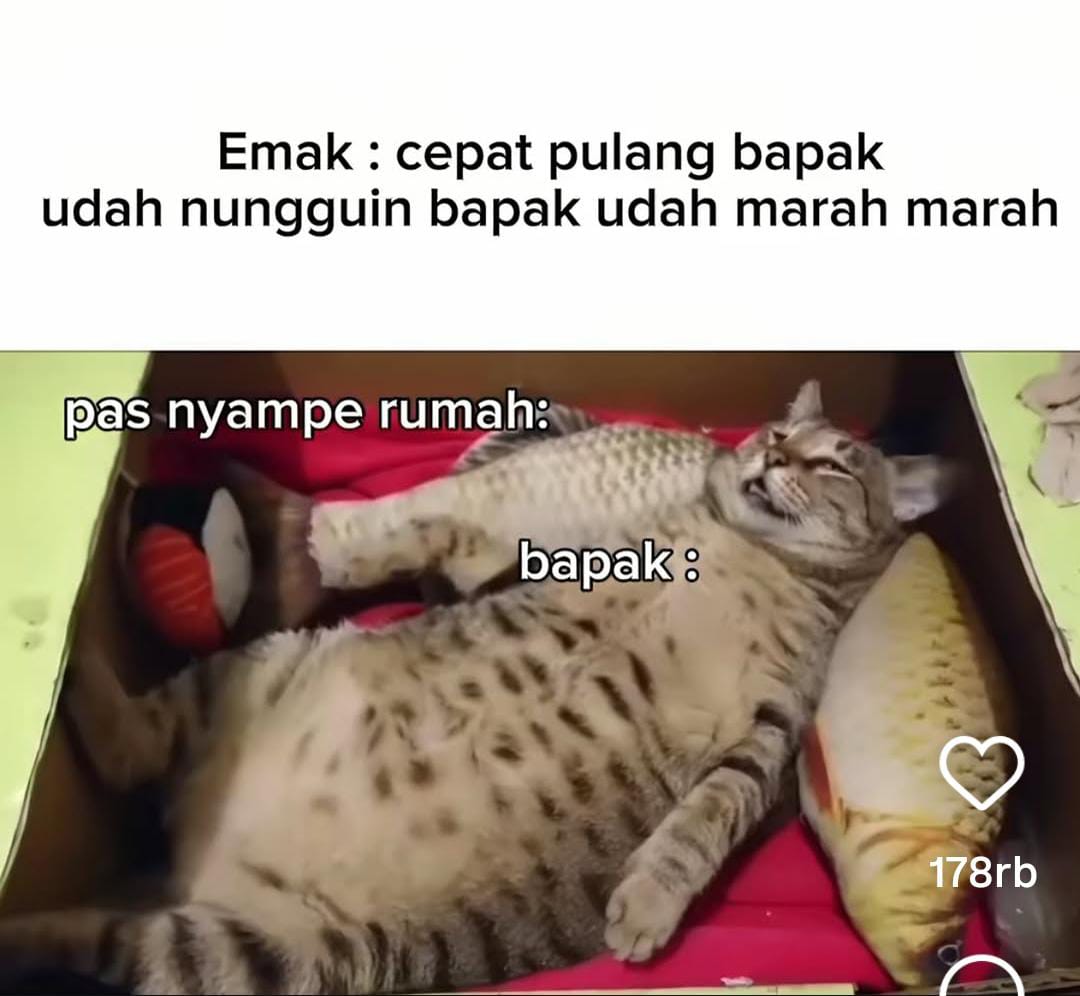 Emak : cepat pulang bapak
udah nungguin bapak udah marah marah
pas nyampe rumah:
bapak :
178rb